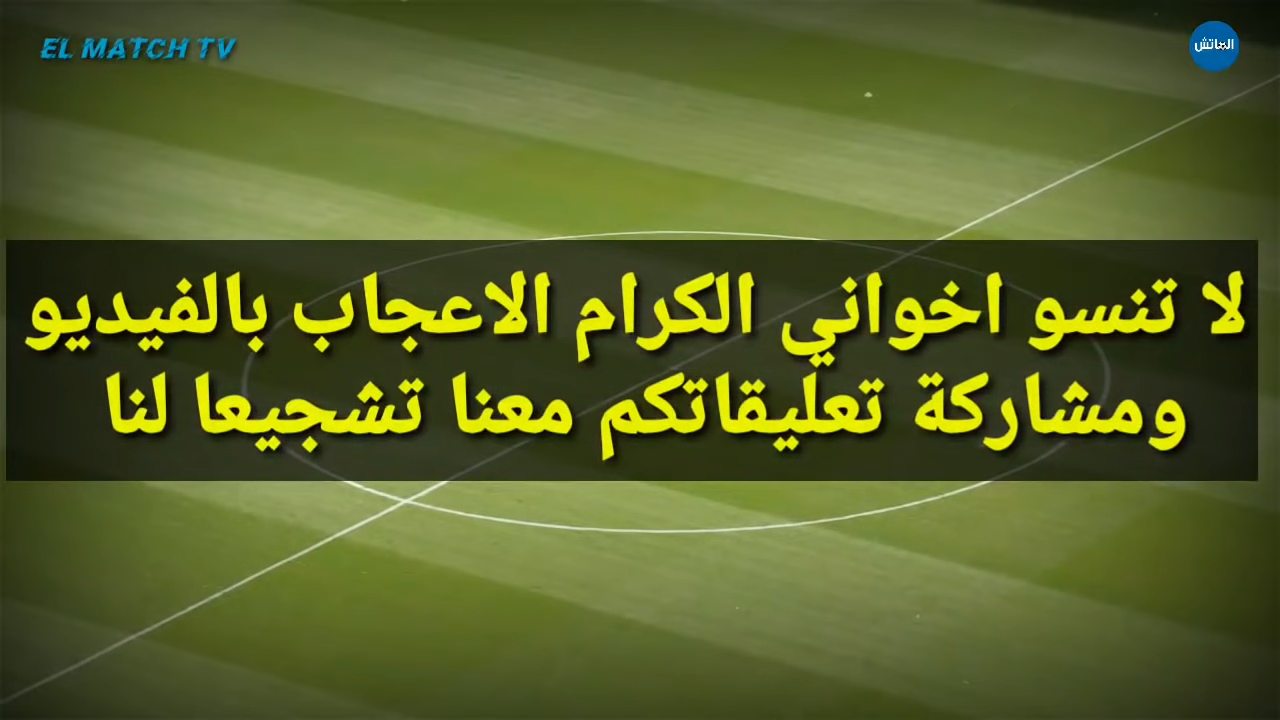 EL MATCH TV
الماتش
لا تنسو اخواني الكرام الاعجاب بالفيديو
ومشاركة تعليقاتكم معنا تشجيعا لنا